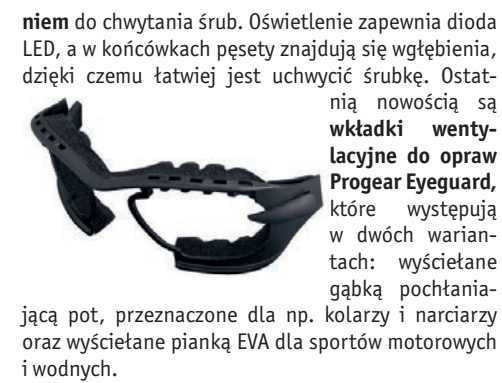 niem do chwytania śrub. Oświetlenie zapewnia dioda
LED, a w końcówkach pęsety znajdują się wgłębienia,
dzięki czemu łatwiej jest uchwycić śrubkę. Ostat-
nią nowością są
wkładki wenty-
lacyjne do opraw
Progear Eyeguard,
które występują
w dwóch warian-
tach: wyściełane
gąbką pochłania-
jącą pot, przeznaczone dla np. kolarzy i narciarzy
oraz wyściełane pianką EVA dla sportów motorowych
i wodnych.